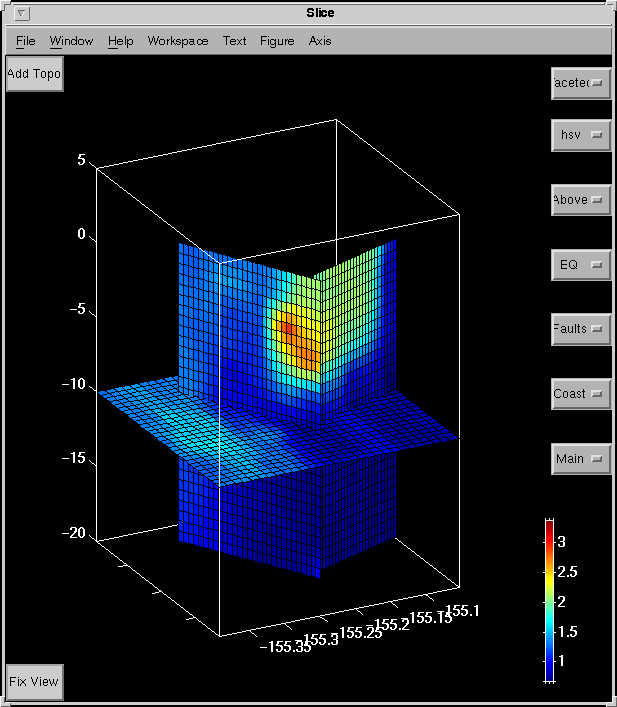 Slice
File Window Help Workspace Text Figure Axis
Add Topo
aceted
hsv
Above
EQ
Faults
Coast
Main
5
0
−5
−10
−15
−20
−155.35
−155.3
−155.25
−155.2
−155.15
−155.1
3
2.5
2
1.5
1
Fix View